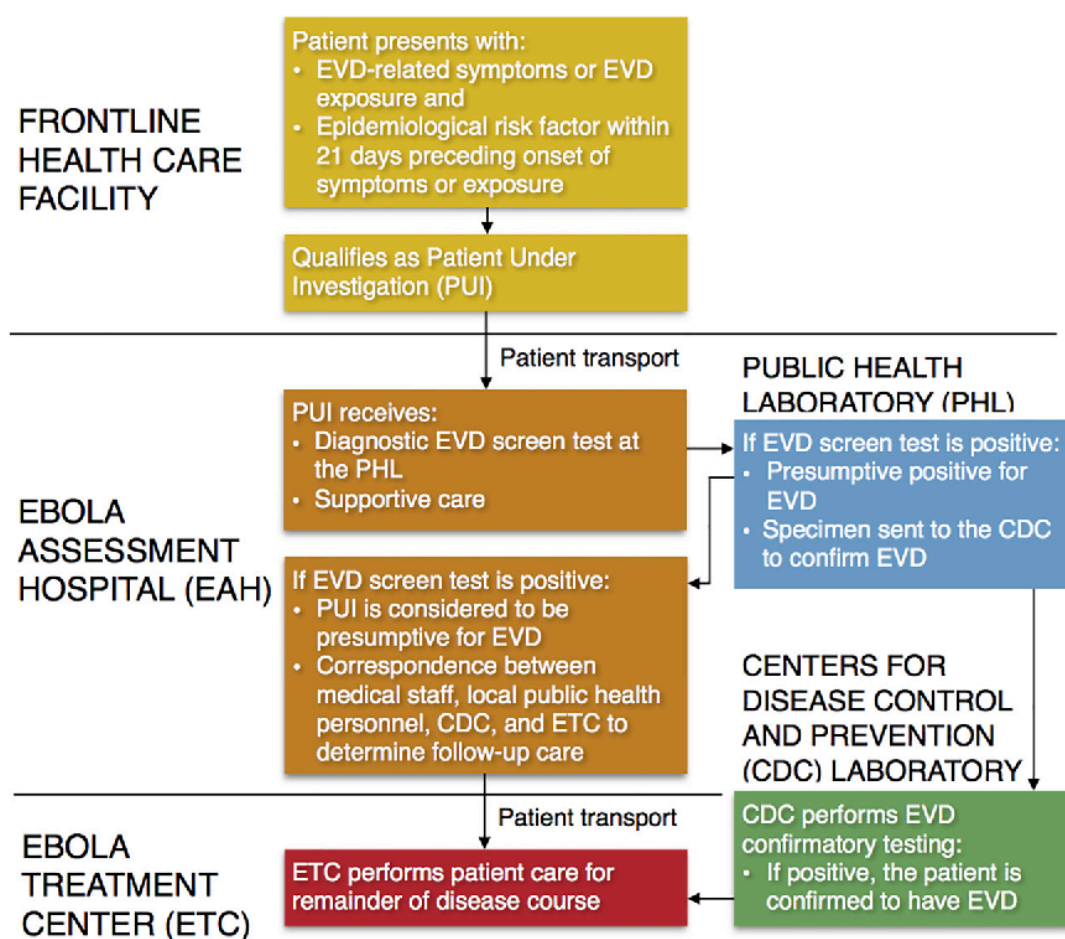 FRONTLINE
HEALTH CARE
FACILITY
Patient presents with:
• EVD-related symptoms or EVD
exposure and
• Epidemiological risk factor within
21 days preceding onset of
symptoms or exposure
Qualifies as Patient Under
Investigation (PUI)
Patient transport
EBOLA
ASSESSMENT
HOSPITAL (EAH)
PUI receives:
• Diagnostic EVD screen test at
the PHL
• Supportive care
PUBLIC HEALTH
LABORATORY (PHL)
If EVD screen test is positive:
• Presumptive positive for
EVD
• Specimen sent to the CDC
to confirm EVD
If EVD screen test is positive:
• PUI is considered to be
presumptive for EVD
• Correspondence between
medical staff, local public health
personnel, CDC, and ETC to
determine follow-up care
CENTERS FOR
DISEASE CONTROL
AND PREVENTION
(CDC) LABORATORY
CDC performs EVD
confirmatory testing:
• If positive, the patient is
confirmed to have EVD
Patient transport
EBOLA
TREATMENT
CENTER (ETC)
ETC performs patient care for
remainder of disease course